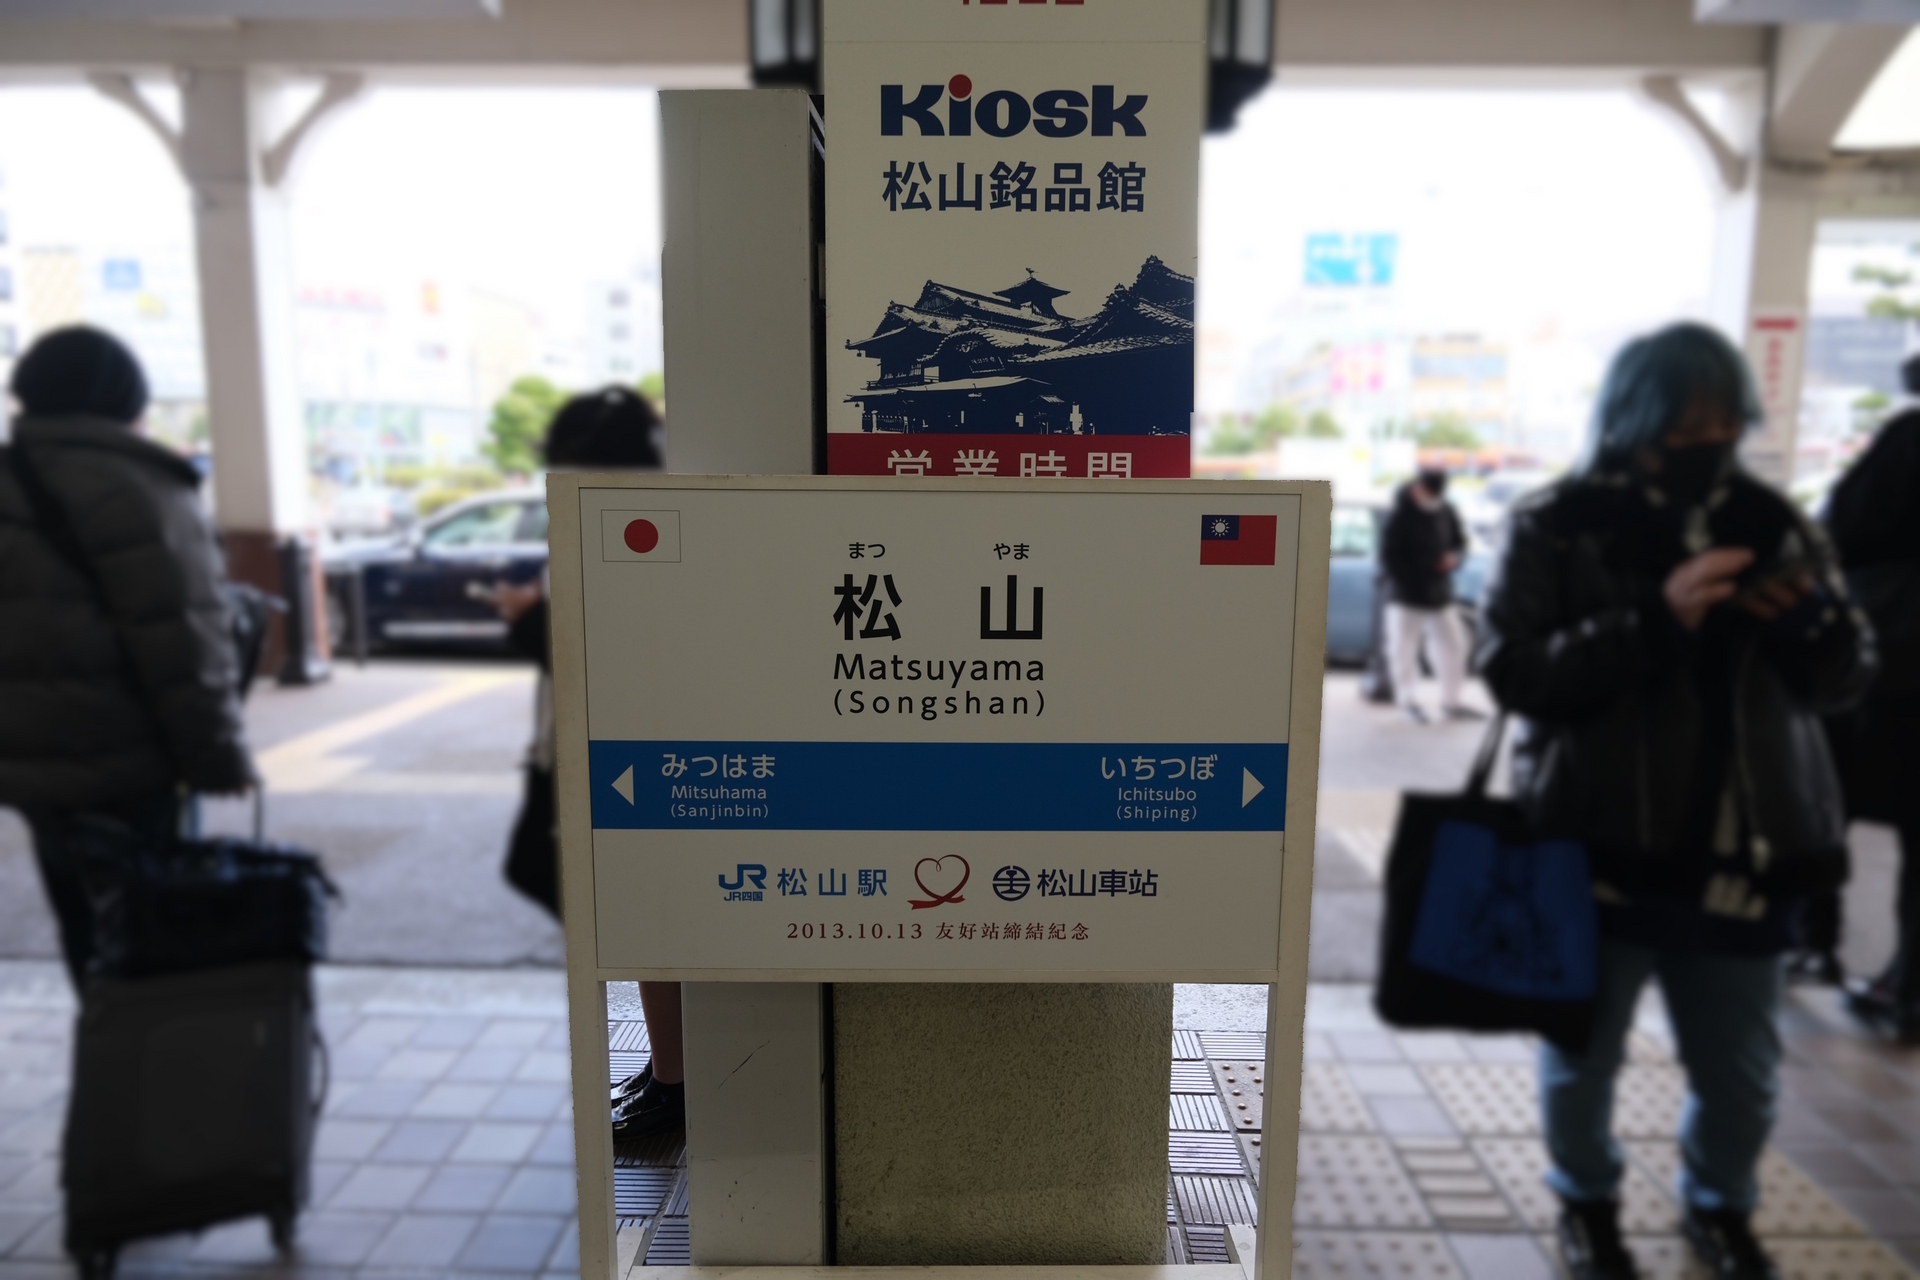 Kiosk
松山銘品館
営業時間
まつ やま
松 山
Matsuyama
(Songshan)
みつはま
Mitsuhama
(Sanjinbin)
いちつぼ
Ichitsubo
(Shiping)
JR 松山駅
JR四国
松山車站
2013.10.13 友好站締結紀念